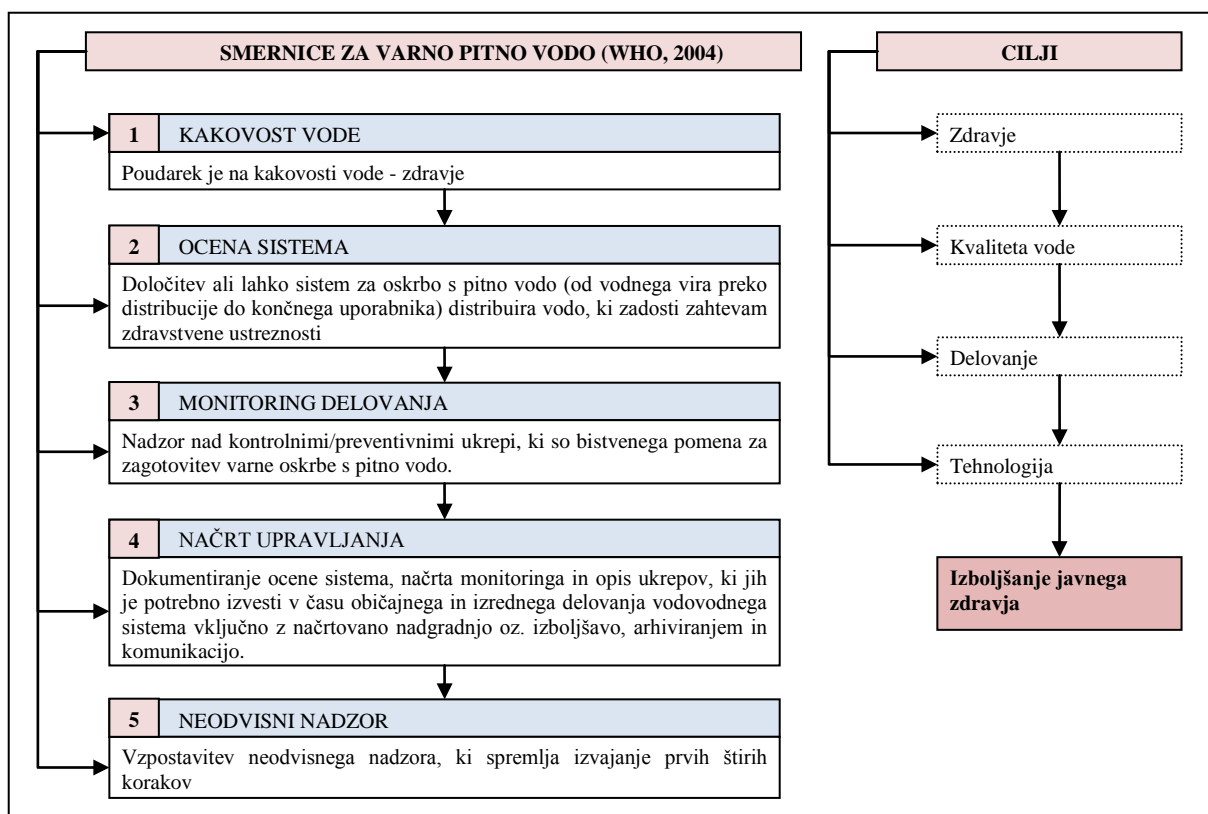 SMERNICE ZA VARNO PITNO VODO (WHO, 2004)
1 KAKOVOST VODE
Poudarek je na kakovosti vode - zdravje
2 OCENA SISTEMA
Določitev ali lahko sistem za oskrbo s pitno vodo (od vodnega vira preko
distribucije do končnega uporabnika) distribuira vodo, ki zadosti zahtevam
zdravstvene ustreznosti
3 MONITORING DELOVANJA
Nadzor nad kontrolnimi/preventivnimi ukrepi, ki so bistvenega pomena za
zagotovitev varne oskrbe s pitno vodo.
4 NAČRT UPRAVLJANJA
Dokumentiranje ocene sistema, načrta monitoringa in opis ukrepov, ki jih
je potrebno izvesti v času običajnega in izrednega delovanja vodovodnega
sistema vključno z načrtovano nadgradnjo oz. izboljšavo, arhiviranjem in
komunikacijo.
5 NEODVISNI NADZOR
Vzpostavitev neodvisnega nadzora, ki spremlja izvajanje prvih štirih
korakov
CILJI
Zdravje
Kvaliteta vode
Delovanje
Tehnologija
Izboljšanje javnega
zdravja